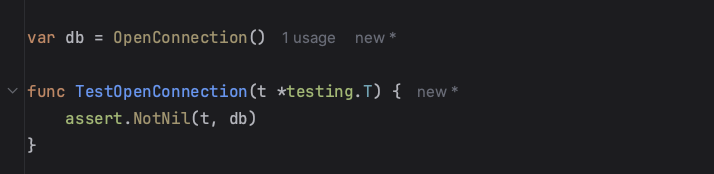 var db = OpenConnection() 1 usage new *
func TestOpenConnection(t *testing.T) { new *
assert.NotNil(t, db)
}